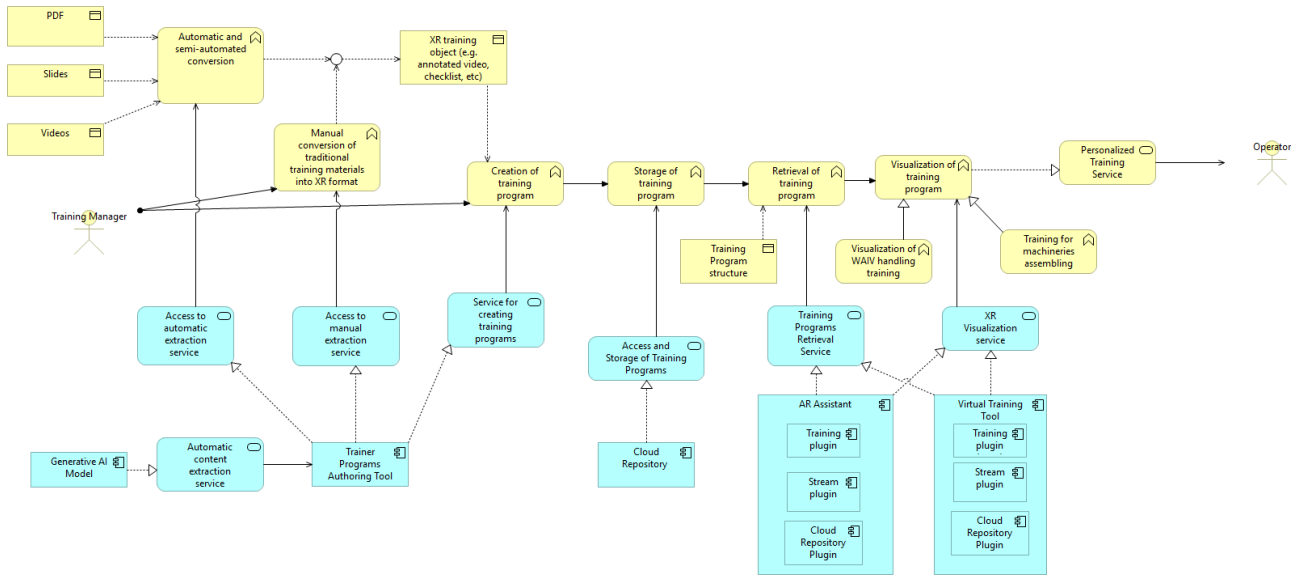 PDF
Slides
Videos
Automatic and
semi-automated
conversion
XR training
object (e.g.
annotated video,
checklist, etc)
Manual
conversion of
traditional
training materials
into XR format
Training Manager
Creation of
training
program
Storage of
training
program
Retrieval of
training
program
Visualization of
training
program
Personalized
Training
Service
Operator
Training
Program
structure
Visualization of
WAIV handling
training
Training for
machineries
assembling
Access to
automatic
extraction
service
Access to
manual
extraction
service
Service for
creating
training
programs
Access and
Storage of Training
Programs
Training
Programs
Retrieval
Service
XR
Visualization
service
Generative AI
Model
Automatic
content
extraction
service
Trainer
Programs
Authoring Tool
Cloud
Repository
AR Assistant
Training
plugin
Stream
plugin
Cloud
Repository
Plugin
Virtual Training
Tool
Training
plugin
Stream
plugin
Cloud
Repository
Plugin